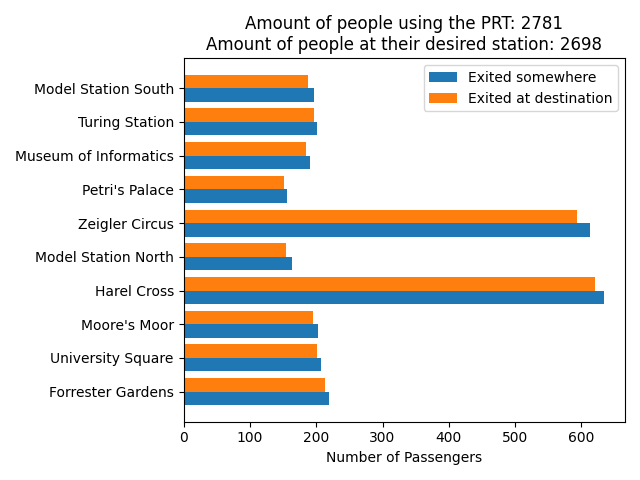 Amount of people using the PRT: 2781
Amount of people at their desired station: 2698
Exited somewhere
Exited at destination
Model Station South
Turing Station
Museum of Informatics
Petri's Palace
Zeigler Circus
Model Station North
Harel Cross
Moore's Moor
University Square
Forrester Gardens
0 100 200 300 400 500 600
Number of Passengers